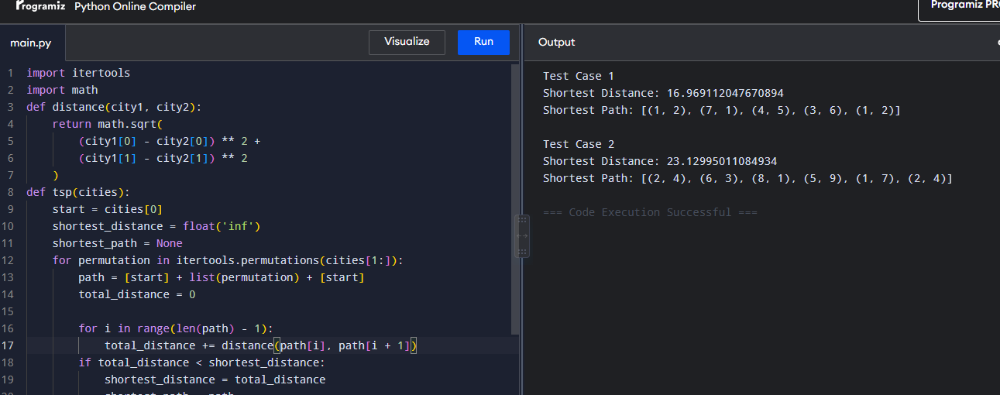 Programiz Python Online Compiler
Programiz PR
main.py
Visualize
Run
Output
1 import itertools
2 import math
3 def distance(city1, city2):
4 return math.sqrt(
5 (city1[0] - city2[0]) ** 2 +
6 (city1[1] - city2[1]) ** 2
7 )
8 def tsp(cities):
9 start = cities[0]
10 shortest_distance = float('inf')
11 shortest_path = None
12 for permutation in itertools.permutations(cities[1:]):
13 path = [start] + list(permutation) + [start]
14 total_distance = 0
15
16 for i in range(len(path) - 1):
17 total_distance += distance(path[i], path[i + 1])
18 if total_distance < shortest_distance:
19 shortest_distance = total_distance
Test Case 1
Shortest Distance: 16.969112047670894
Shortest Path: [(1, 2), (7, 1), (4, 5), (3, 6), (1, 2)]
Test Case 2
Shortest Distance: 23.12995011084934
Shortest Path: [(2, 4), (6, 3), (8, 1), (5, 9), (1, 7), (2, 4)]
=== Code Execution Successful ===